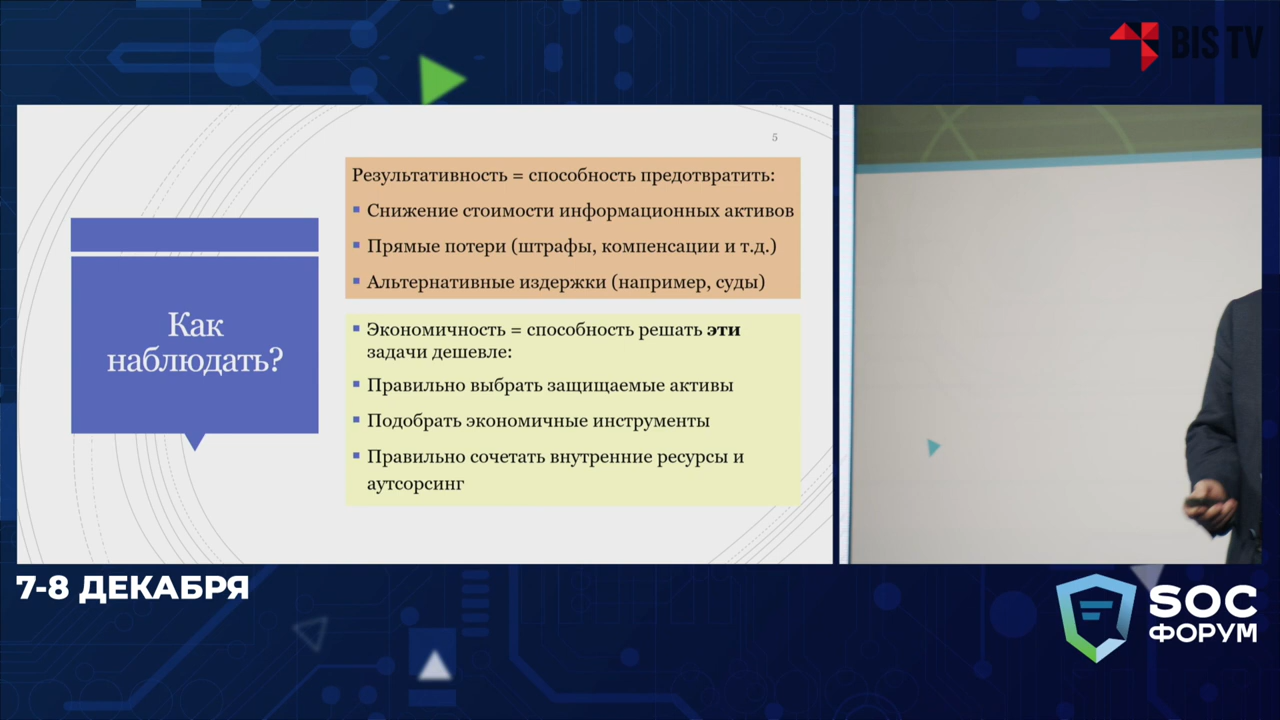 BIS TV
5
Результативность = способность предотвратить:
Снижение стоимости информационных активов
Прямые потери (штрафы, компенсации и т.д.)
Альтернативные издержки (например, суды)
Как
наблюдать?
Экономичность = способность решать эти
задачи дешевле:
Правильно выбрать защищаемые активы
Подобрать экономичные инструменты
Правильно сочетать внутренние ресурсы и
аутсорсинг
7-8 ДЕКАБРЯ
SOC
ФОРУМ